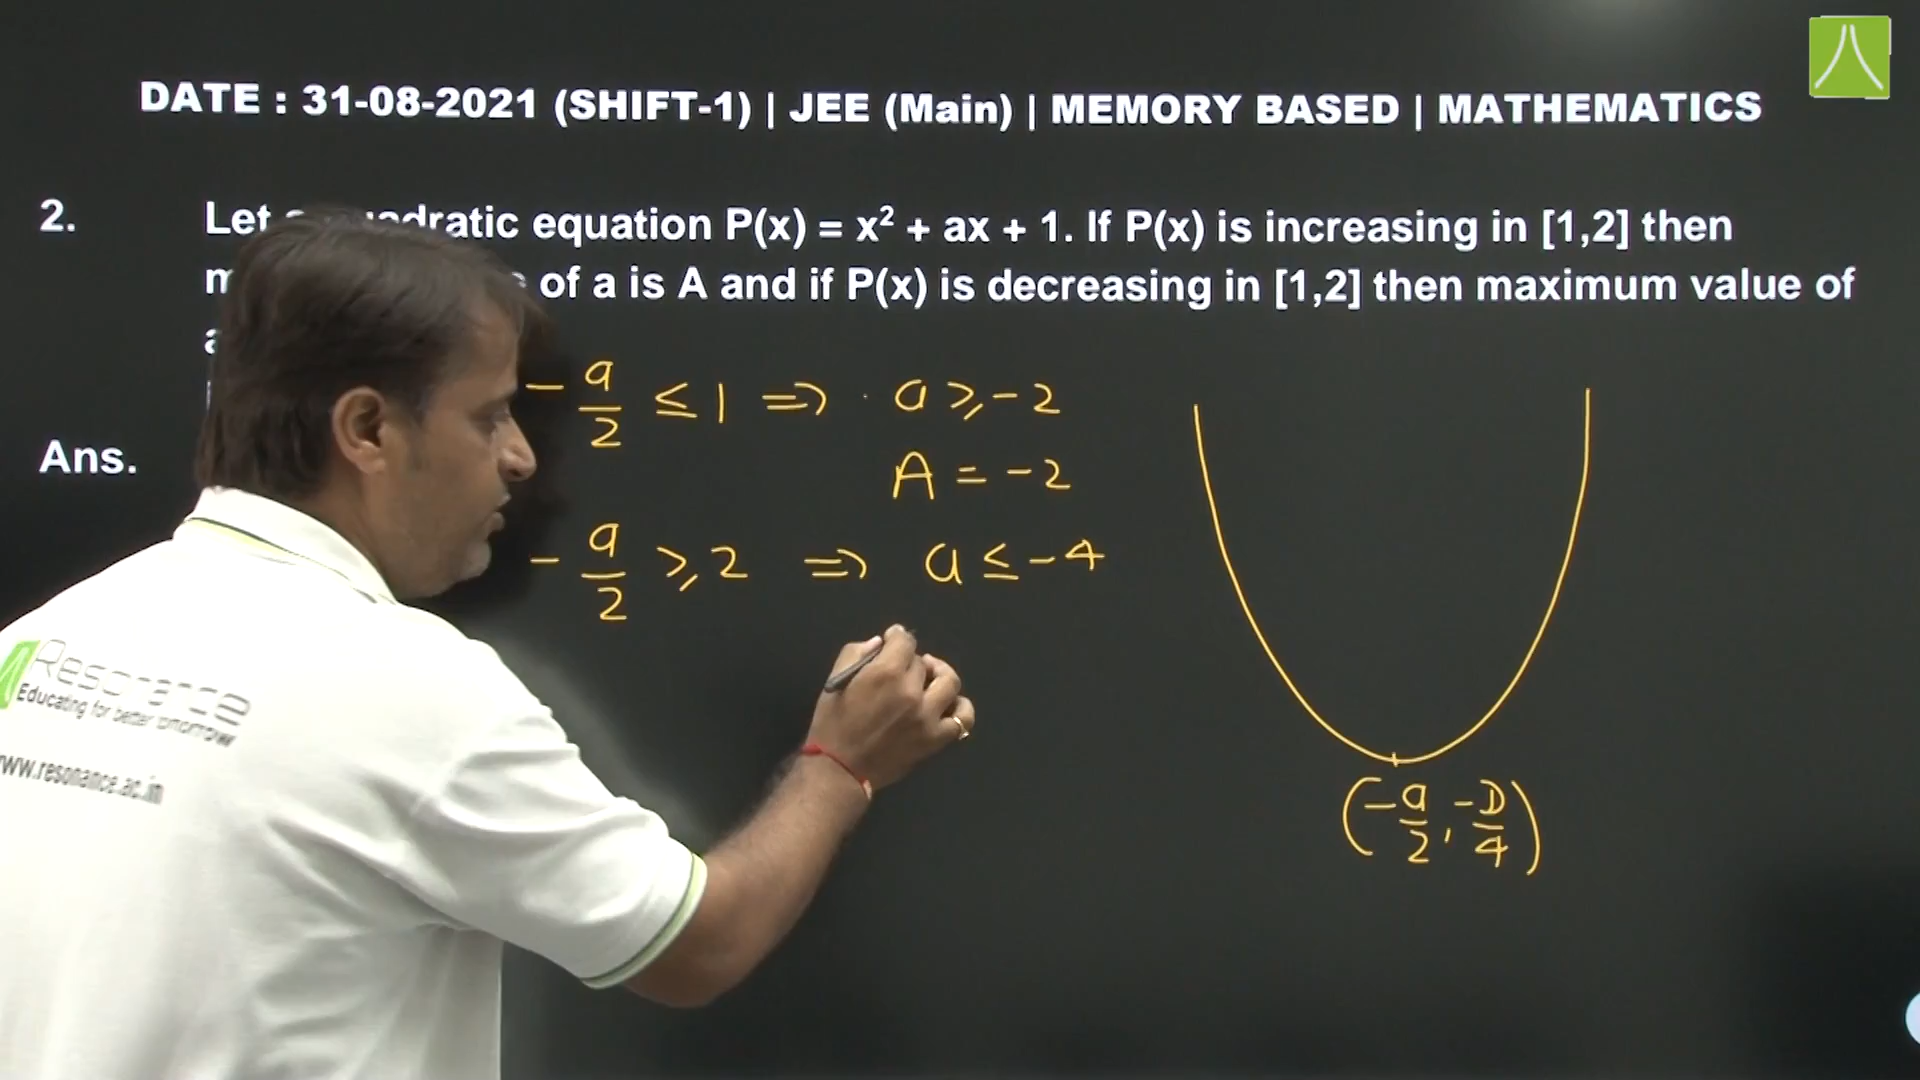 DATE : 31-08-2021 (SHIFT-1) | JEE (Main) | MEMORY BASED | MATHEMATICS
2. Let quadratic equation P(x) = x² + ax + 1. If P(x) is increasing in [1,2] then
of a is A and if P(x) is decreasing in [1,2] then maximum value of
Ans.
-a/2 ≤ 1 ⇒ a ≥ -2
A = -2
-a/2 ≥ 2 ⇒ a ≤ -4
(-a/2, -D/4)
Resonance
Educating for better tomorrow
www.resonance.ac.in